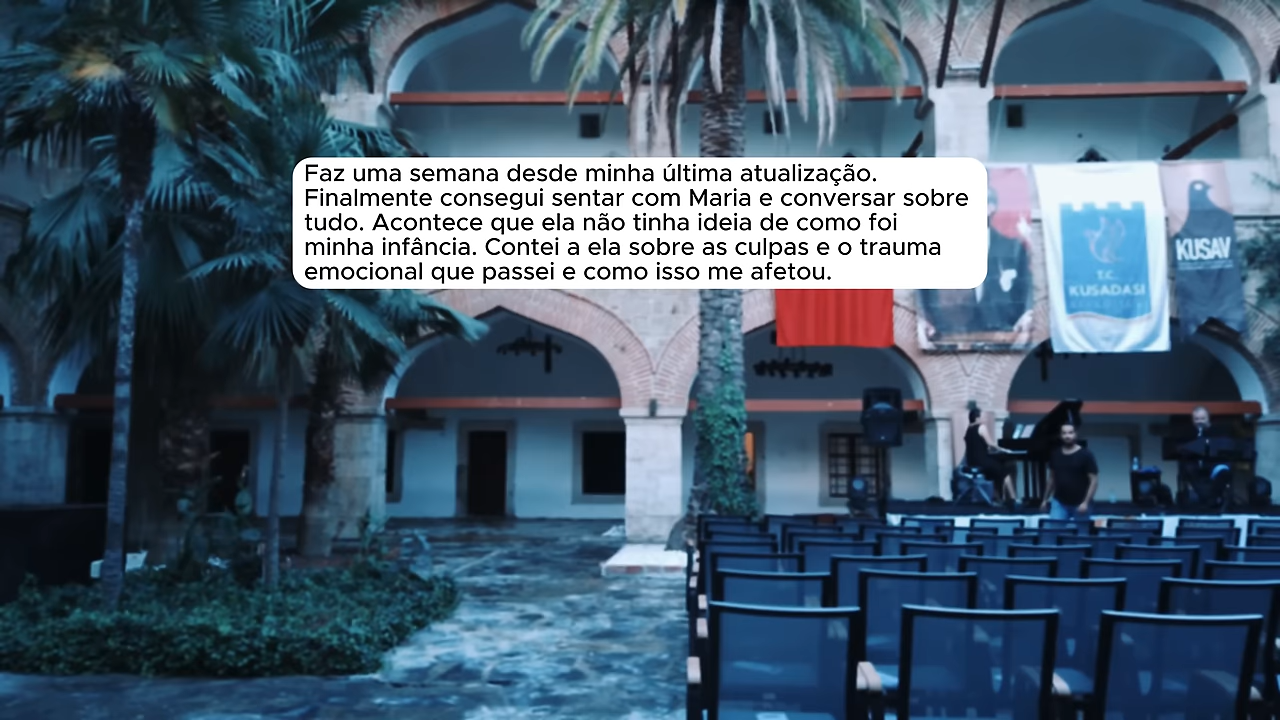 Faz uma semana desde minha última atualização.
Finalmente consegui sentar com Maria e conversar sobre
tudo. Acontece que ela não tinha ideia de como foi
minha infância. Contei a ela sobre as culpas e o trauma
emocional que passei e como isso me afetou.
T.C.
KUSADASI
KUSAV